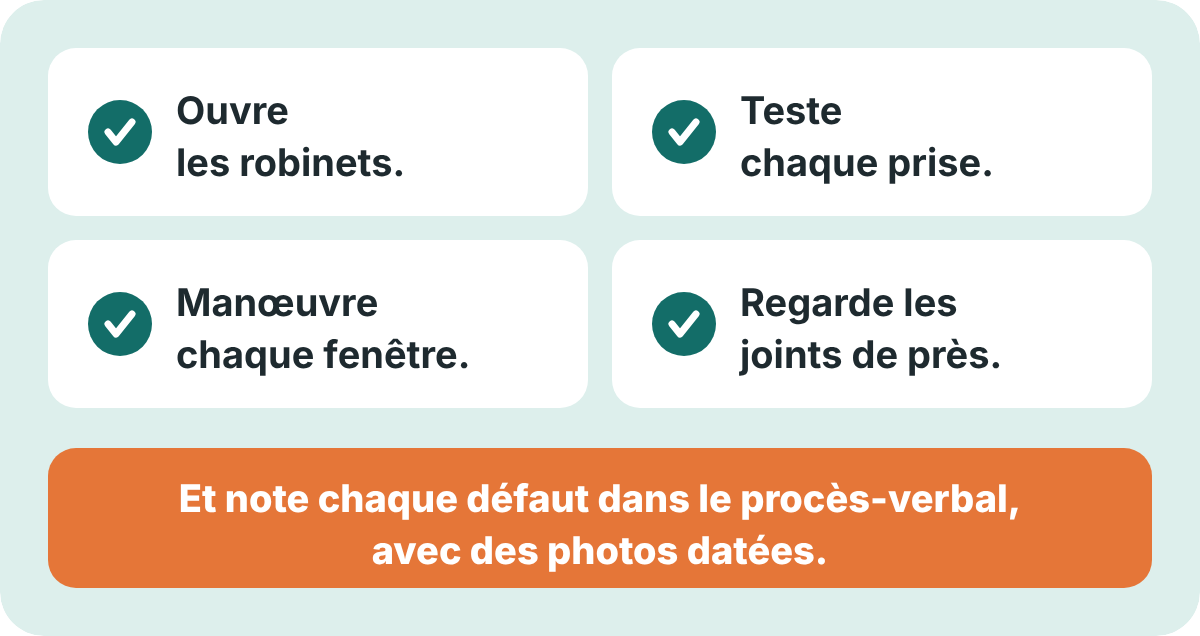 Ouvre
les robinets.
Teste
chaque prise.
Manœuvre
chaque fenêtre.
Regarde les
joints de près.
Et note chaque défaut dans le procès-verbal,
avec des photos datées.